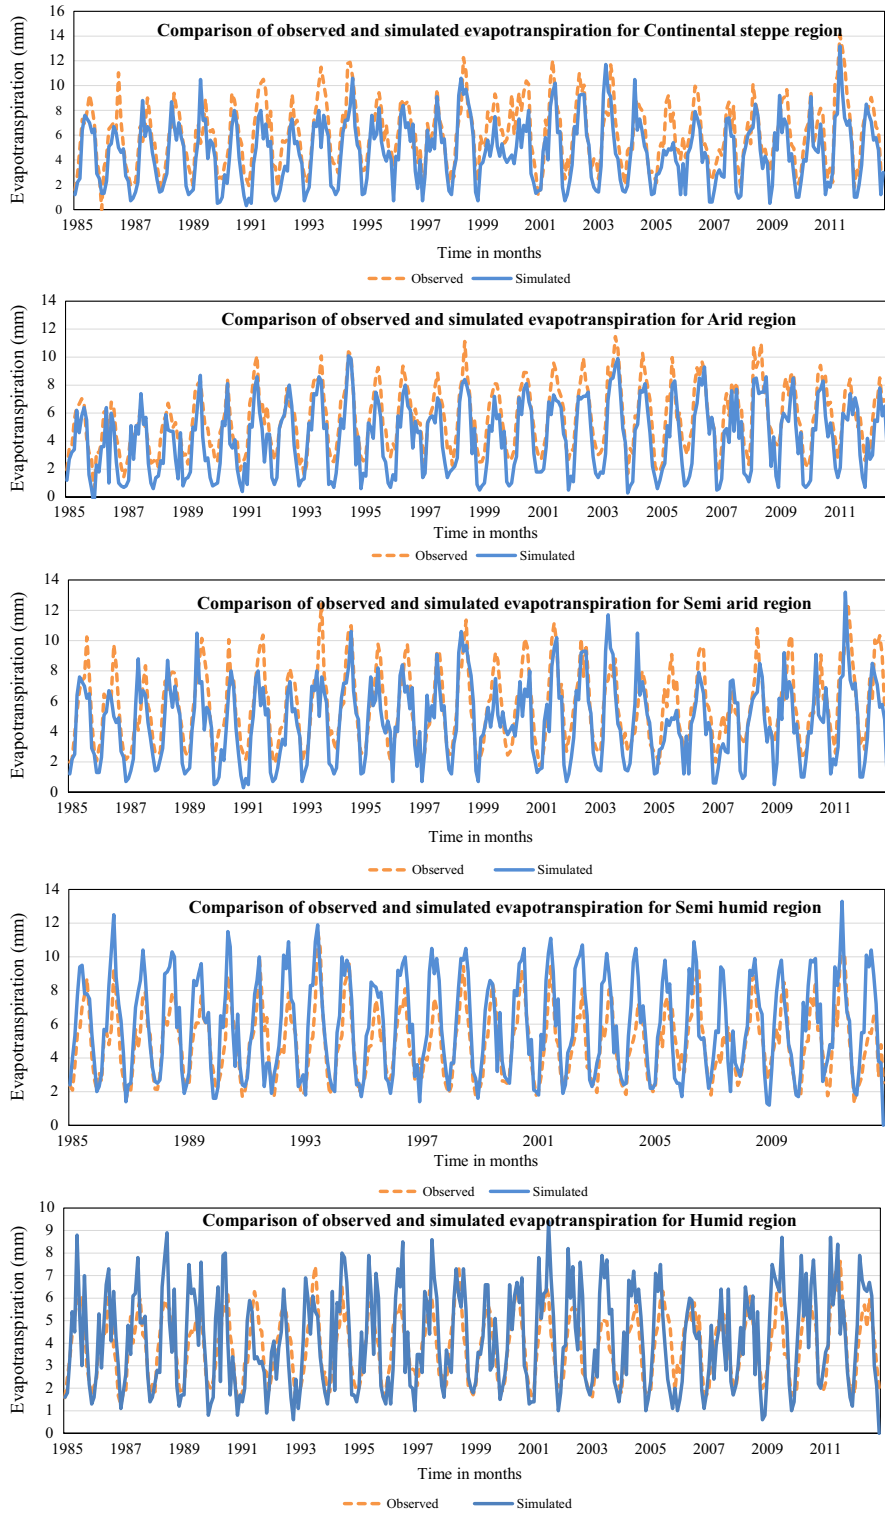 Comparison of observed and simulated evapotranspiration for Continental steppe region
Evapotranspiration (mm)
16
14
12
10
8
6
4
2
0
1985 1987 1989 1991 1993 1995 1997 1999 2001 2003 2005 2007 2009 2011
Time in months
Observed Simulated
Comparison of observed and simulated evapotranspiration for Arid region
Evapotranspiration (mm)
14
12
10
8
6
4
2
0
1985 1987 1989 1991 1993 1995 1997 1999 2001 2003 2005 2007 2009 2011
Time in months
Observed Simulated
Comparison of observed and simulated evapotranspiration for Semi arid region
Evapotranspiration (mm)
14
12
10
8
6
4
2
0
1985 1987 1989 1991 1993 1995 1997 1999 2001 2003 2005 2007 2009 2011
Time in months
Observed Simulated
Comparison of observed and simulated evapotranspiration for Semi humid region
Evapotranspiration (mm)
14
12
10
8
6
4
2
0
1985 1989 1993 1997 2001 2005 2009
Time in months
Observed Simulated
Comparison of observed and simulated evapotranspiration for Humid region
Evapotranspiration (mm)
10
9
8
7
6
5
4
3
2
1
0
1985 1987 1989 1991 1993 1995 1997 1999 2001 2003 2005 2007 2009 2011
Time in months
Observed Simulated